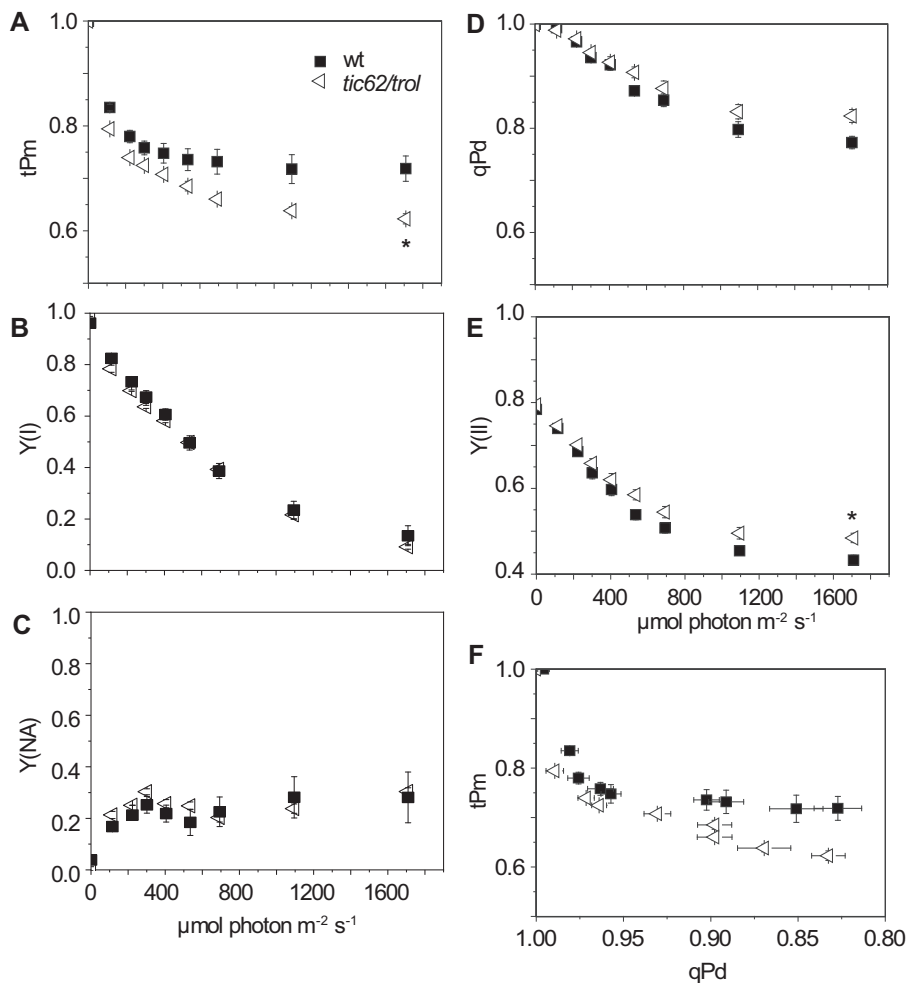 A
1.0
0.8
0.6
tPm
wt
tic62/trol
*
B
1.0
0.8
0.6
0.4
0.2
0.0
Y(I)
C
1.0
0.8
0.6
0.4
0.2
0.0
Y(NA)
0 400 800 1200 1600
µmol photon m⁻² s⁻¹
D
1.0
0.8
0.6
qPd
E
1.0
0.8
0.6
0.4
Y(II)
*
0 400 800 1200 1600
µmol photon m⁻² s⁻¹
F
1.0
0.8
0.6
tPm
1.00 0.95 0.90 0.85 0.80
qPd